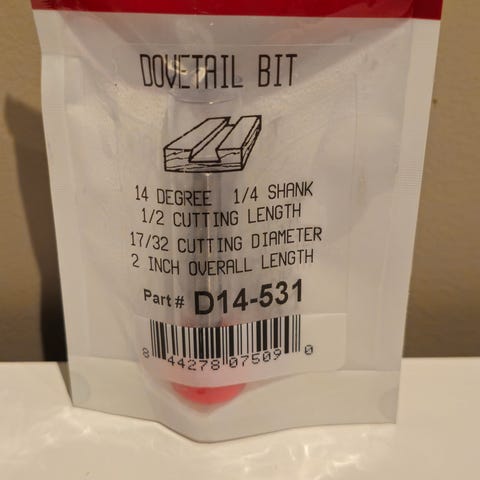 DOVETAIL BIT
14 DEGREE 1/4 SHANK
1/2 CUTTING LENGTH
17/32 CUTTING DIAMETER
2 INCH OVERALL LENGTH
Part # D14-531
8 44278 07509 0